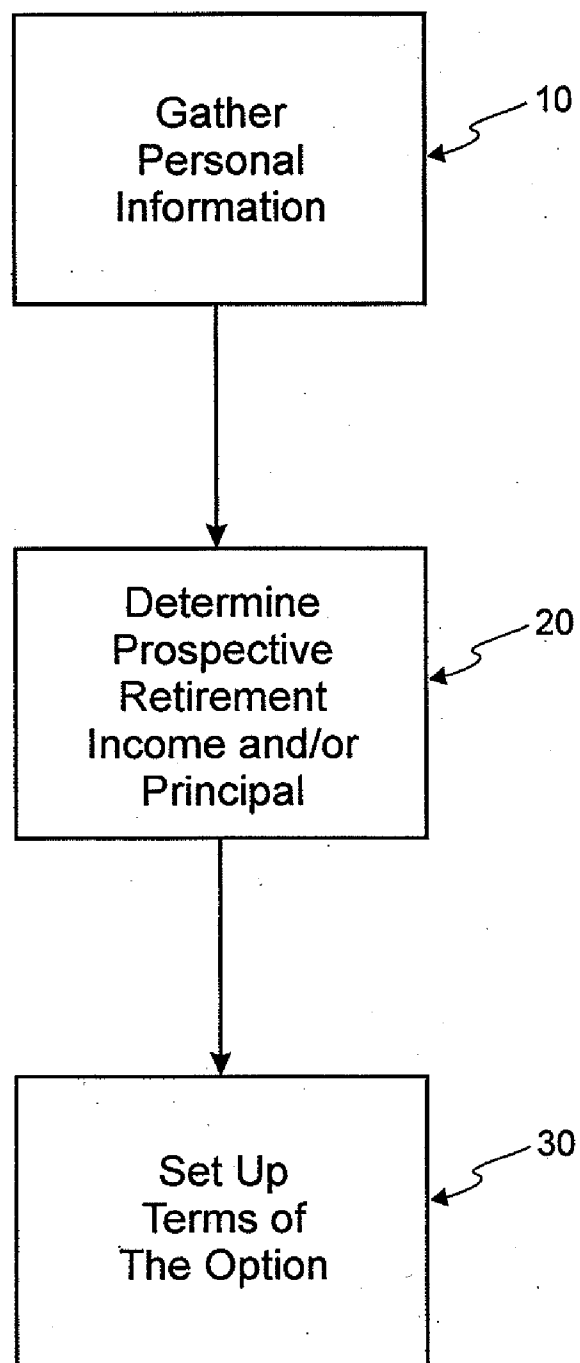 Gather
Personal
Information
10
Determine
Prospective
Retirement
Income and/or
Principal
20
Set Up
Terms of
The Option
30